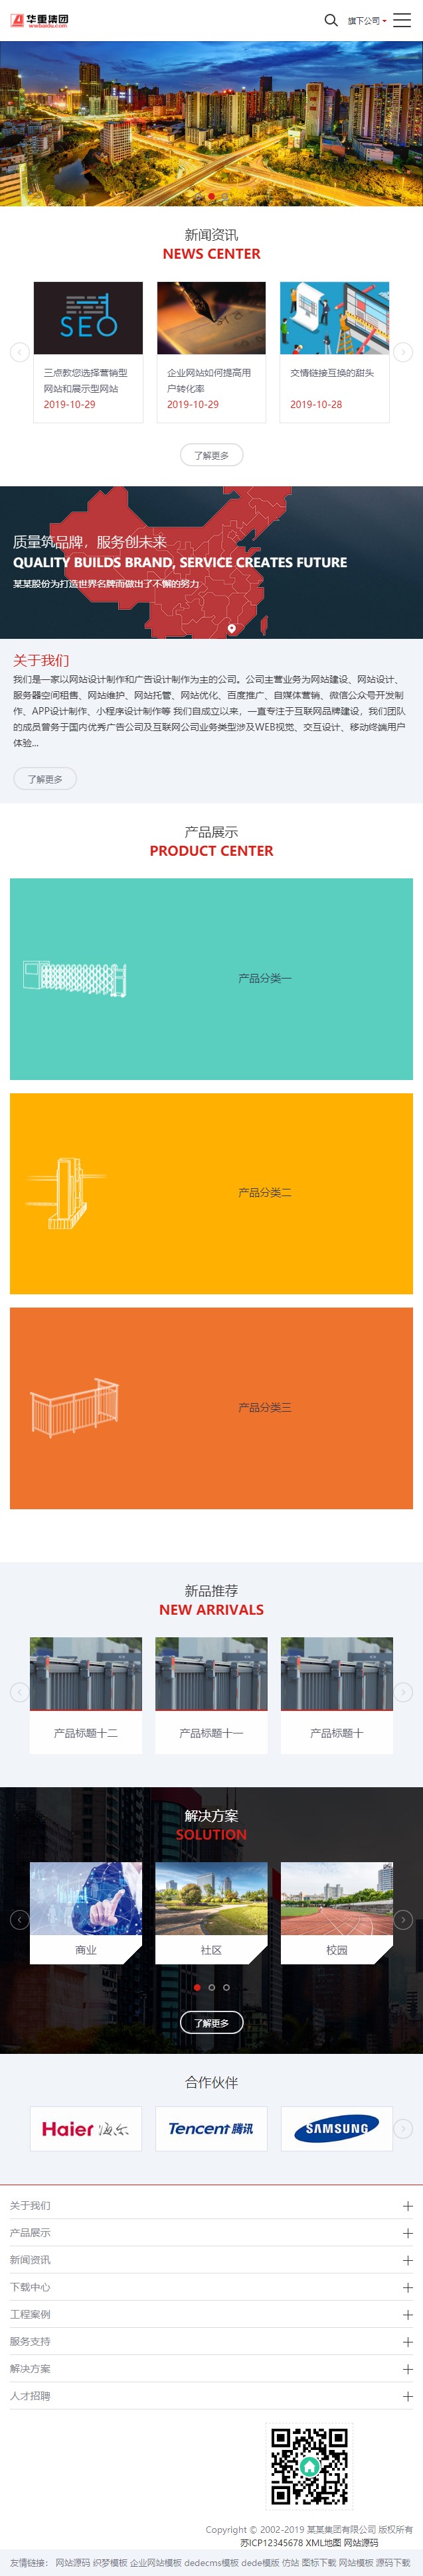 华重集团
旗下公司
新闻资讯
NEWS CENTER
SEO
三点教您选择营销型
网站和展示型网站
2019-10-29
企业网站如何提高用
户转化率
2019-10-29
交情链接互换的甜头
2019-10-28
了解更多
质量筑品牌，服务创未来
QUALITY BUILDS BRAND, SERVICE CREATES FUTURE
某某股份为打造世界名牌而做出了不懈的努力
关于我们
我们是一家以网站设计制作和广告设计制作为主的公司。公司主营业务为网站建设、网站设计、
服务器空间租售、网站维护、网站托管、网站优化、百度推广、自媒体营销、微信公众号开发制
作、APP设计制作、小程序设计制作等 我们自成立以来，一直专注于互联网品牌建设，我们团队
的成员曾务于国内优秀广告公司及互联网公司业务类型涉及WEB视觉、交互设计、移动终端用户
体验...
了解更多
产品展示
PRODUCT CENTER
产品分类一
产品分类二
产品分类三
新品推荐
NEW ARRIVALS
产品标题十二
产品标题十一
产品标题十
解决方案
SOLUTION
商业
社区
校园
了解更多
合作伙伴
Haier 海尔
Tencent 腾讯
SAMSUNG
关于我们
产品展示
新闻资讯
下载中心
工程案例
服务支持
解决方案
人才招聘
Copyright © 2002-2019 某某集团有限公司 版权所有
苏ICP12345678 XML地图 网站源码
友情链接： 网站源码 织梦模板 企业网站模板 dedecms模板 dede模版 仿站 图标下载 网站模板 源码下载